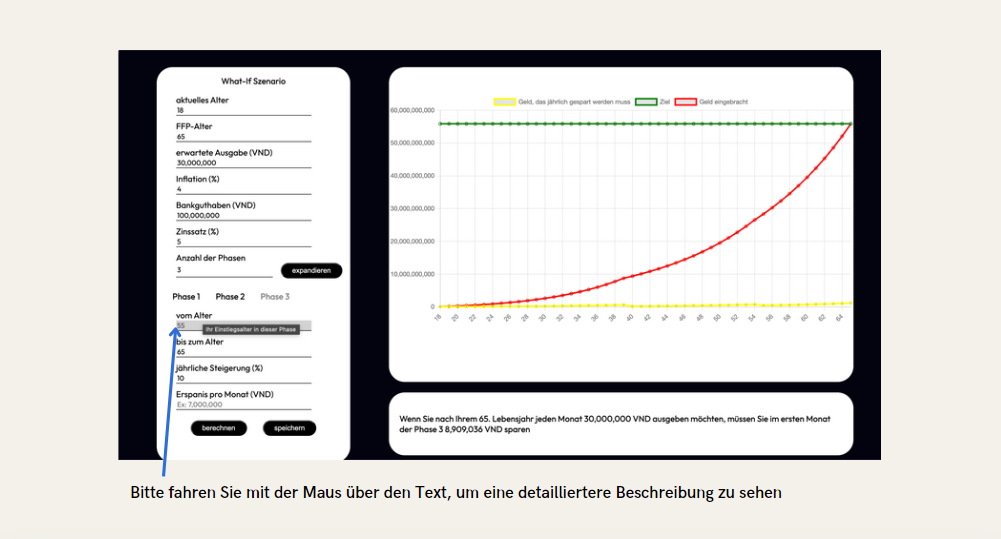 What-If Szenario
aktuelles Alter
18
FFP-Alter
65
erwartete Ausgabe (VND)
30,000,000
Inflation (%)
4
Bankguthaben (VND)
100,000,000
Zinssatz (%)
5
Anzahl der Phasen
3
expandieren
Phase 1 Phase 2 Phase 3
vom Alter
55
Ihr Einstiegsalter in dieser Phase
bis zum Alter
65
jährliche Steigerung (%)
10
Erspanis pro Monat (VND)
Ex: 7,000,000
berechnen speichern
Geld, das jährlich gespart werden muss Ziel Geld eingebracht
60,000,000,000
50,000,000,000
40,000,000,000
30,000,000,000
20,000,000,000
10,000,000,000
0
18 20 22 24 26 28 30 32 34 36 38 40 42 44 46 48 50 52 54 56 58 60 62 64
Wenn Sie nach Ihrem 65. Lebensjahr jeden Monat 30,000,000 VND ausgeben möchten, müssen Sie im ersten Monat
der Phase 3 8,909,036 VND sparen
Bitte fahren Sie mit der Maus über den Text, um eine detailliertere Beschreibung zu sehen